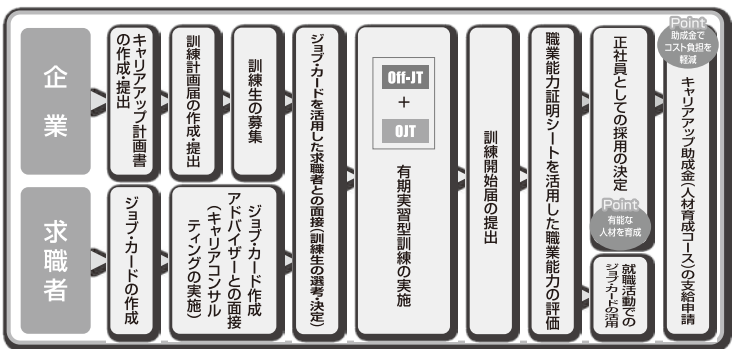 企業
キャリアアップ計画書
の作成・提出
訓練計画届の作成・提出
訓練生の募集
求職者
ジョブ・カードの作成
ジョブ・カード作成
アドバイザーとの面接
（キャリアコンサル
ティングの実施）
ジョブ・カードを活用した求職者との面接（訓練生の選考・決定）
Off-JT
+
OJT
有期実習型訓練の実施
訓練開始届の提出
職業能力証明シートを活用した職業能力の評価
正社員としての採用の決定
Point
有能な
人材を育成
就職活動での
ジョブ・カードの活用
Point
助成金で
コスト負担を
軽減
キャリアアップ助成金（人材育成コース）の支給申請